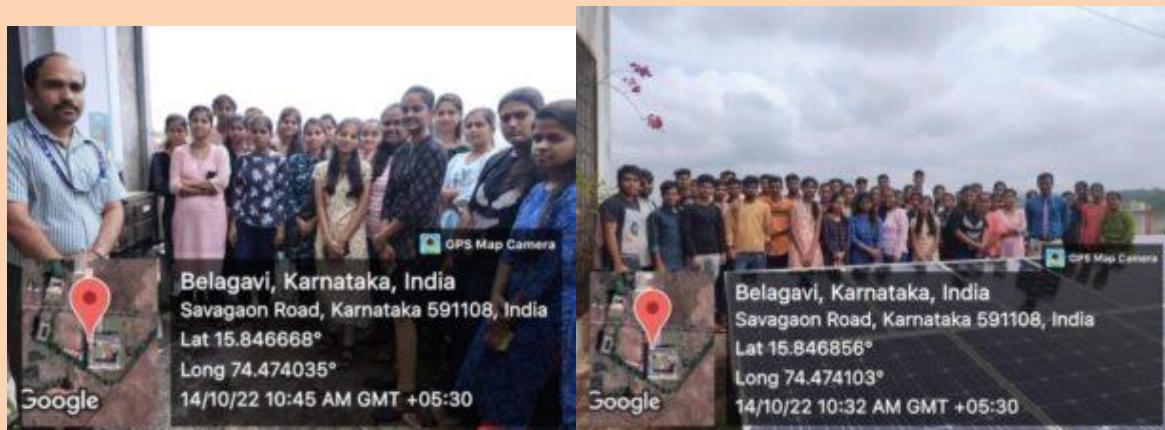 GPS Map Camera
Belagavi, Karnataka, India
Savagaon Road, Karnataka 591108, India
Lat 15.846668°
Long 74.474035°
14/10/22 10:45 AM GMT +05:30
Google
GPS Map Camera
Belagavi, Karnataka, India
Savagaon Road, Karnataka 591108, India
Lat 15.846856°
Long 74.474103°
14/10/22 10:32 AM GMT +05:30
Google